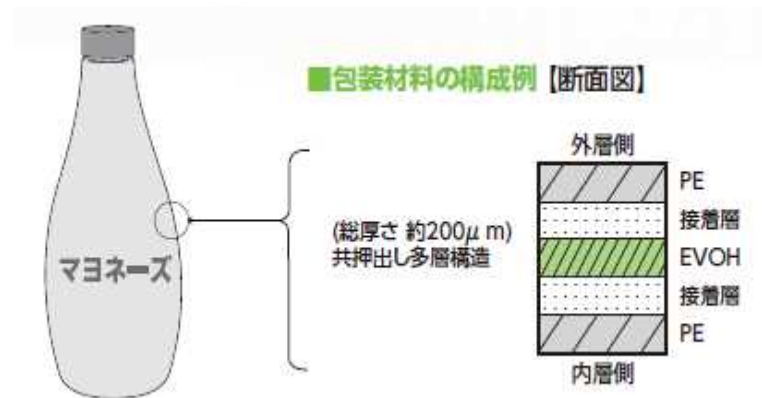 ■包装材料の構成例【断面図】
外層側
PE
接着層
EVOH
接着層
PE
内層側
(総厚さ 約200μm)
共押出し多層構造
マヨネーズ